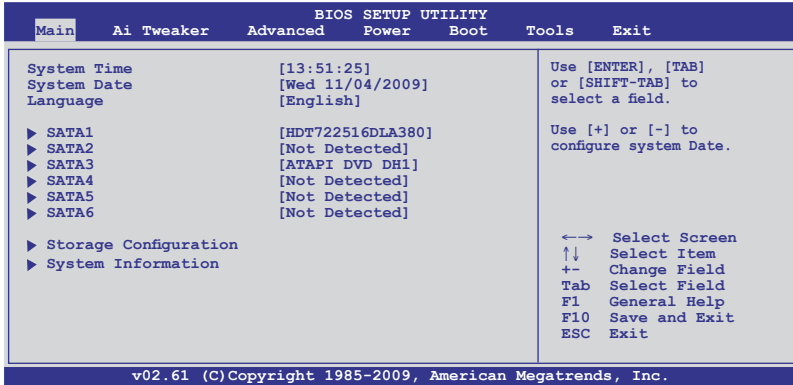 BIOS SETUP UTILITY
Main Ai Tweaker Advanced Power Boot Tools Exit
System Time [13:51:25]
System Date [Wed 11/04/2009]
Language [English]
▶ SATA1 [HDT722516DLA380]
▶ SATA2 [Not Detected]
▶ SATA3 [ATAPI DVD DH1]
▶ SATA4 [Not Detected]
▶ SATA5 [Not Detected]
▶ SATA6 [Not Detected]
▶ Storage Configuration
▶ System Information
Use [ENTER], [TAB]
or [SHIFT-TAB] to
select a field.
Use [+] or [-] to
configure system Date.
←→ Select Screen
↑↓ Select Item
+- Change Field
Tab Select Field
F1 General Help
F10 Save and Exit
ESC Exit
v02.61 (C)Copyright 1985-2009, American Megatrends, Inc.